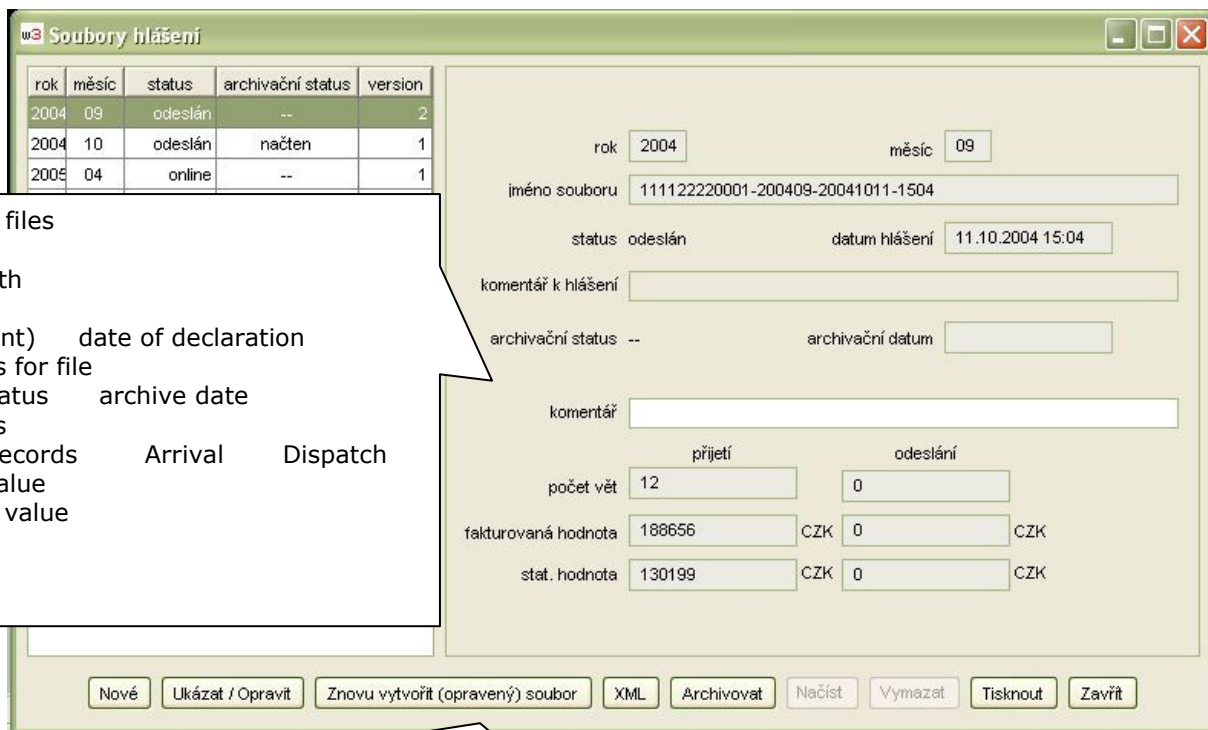 w3 Soubory hlášení
rok měsíc status archivační status version
2004 09 odeslán -- 2
2004 10 odeslán načten 1
2005 04 online -- 1
files
th
nt) date of declaration
s for file
atus archive date
s
ecords Arrival Dispatch
alue
value
rok 2004 měsíc 09
jméno souboru 111122220001-200409-20041011-1504
status odeslán datum hlášení 11.10.2004 15:04
komentář k hlášení
archivační status -- archivační datum
komentář
přijetí odeslání
počet vět 12 0
fakturovaná hodnota 188656 CZK 0 CZK
stat. hodnota 130199 CZK 0 CZK
Nové Ukázat / Opravit Znovu vytvořit (opravený) soubor XML Archivovat Načíst Vymazat Tisknout Zavřít